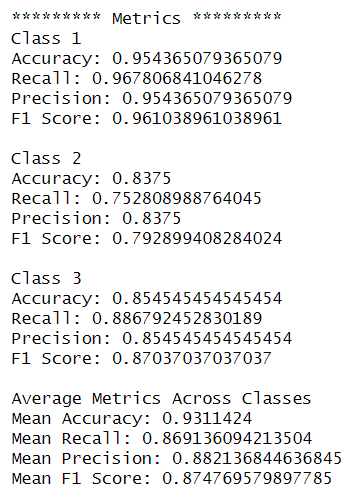 ********* Metrics *********
Class 1
Accuracy: 0.954365079365079
Recall: 0.967806841046278
Precision: 0.954365079365079
F1 Score: 0.961038961038961
Class 2
Accuracy: 0.8375
Recall: 0.752808988764045
Precision: 0.8375
F1 Score: 0.792899408284024
Class 3
Accuracy: 0.854545454545454
Recall: 0.886792452830189
Precision: 0.854545454545454
F1 Score: 0.87037037037037
Average Metrics Across Classes
Mean Accuracy: 0.9311424
Mean Recall: 0.869136094213504
Mean Precision: 0.882136844636845
Mean F1 Score: 0.874769579897785